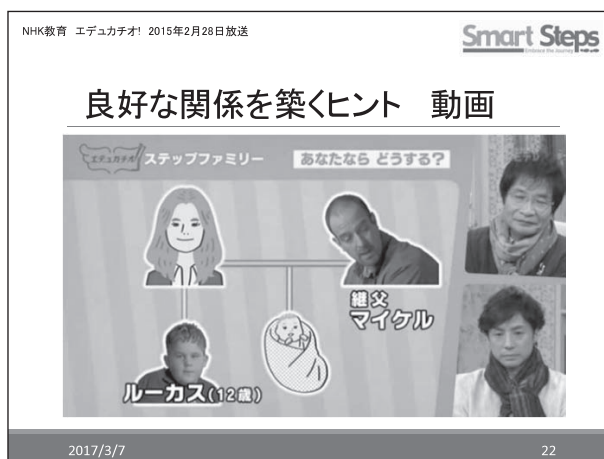 NHK教育 エデュカチオ! 2015年2月28日放送
Smart Steps
良好な関係を築くヒント 動画
エデュカチオ!
ステップファミリー
あなたなら どうする?
継父
マイケル
ルーカス(12歳)
2017/3/7
22